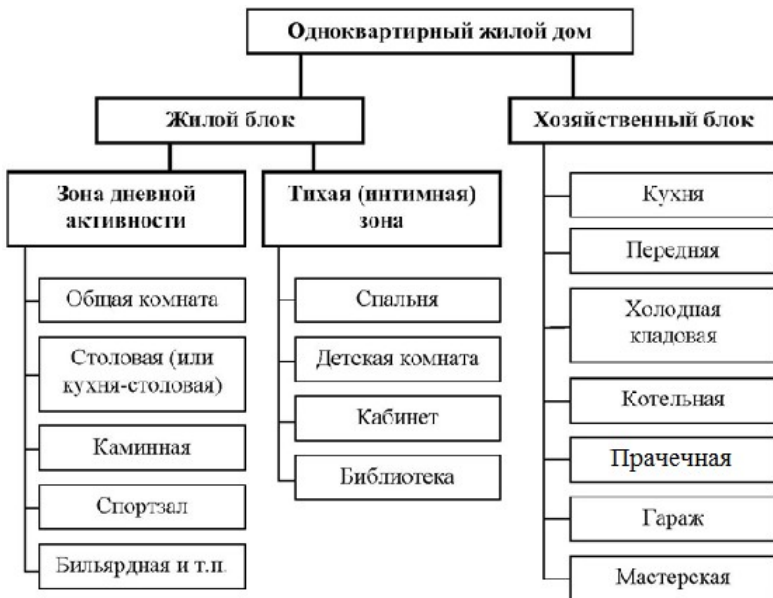 Одноквартирный жилой дом
Жилой блок
Хозяйственный блок
Зона дневной
активности
Тихая (интимная)
зона
Общая комната
Столовая (или
кухня-столовая)
Каминная
Спортзал
Бильярдная и т.п.
Спальня
Детская комната
Кабинет
Библиотека
Кухня
Передняя
Холодная
кладовая
Котельная
Прачечная
Гараж
Мастерская